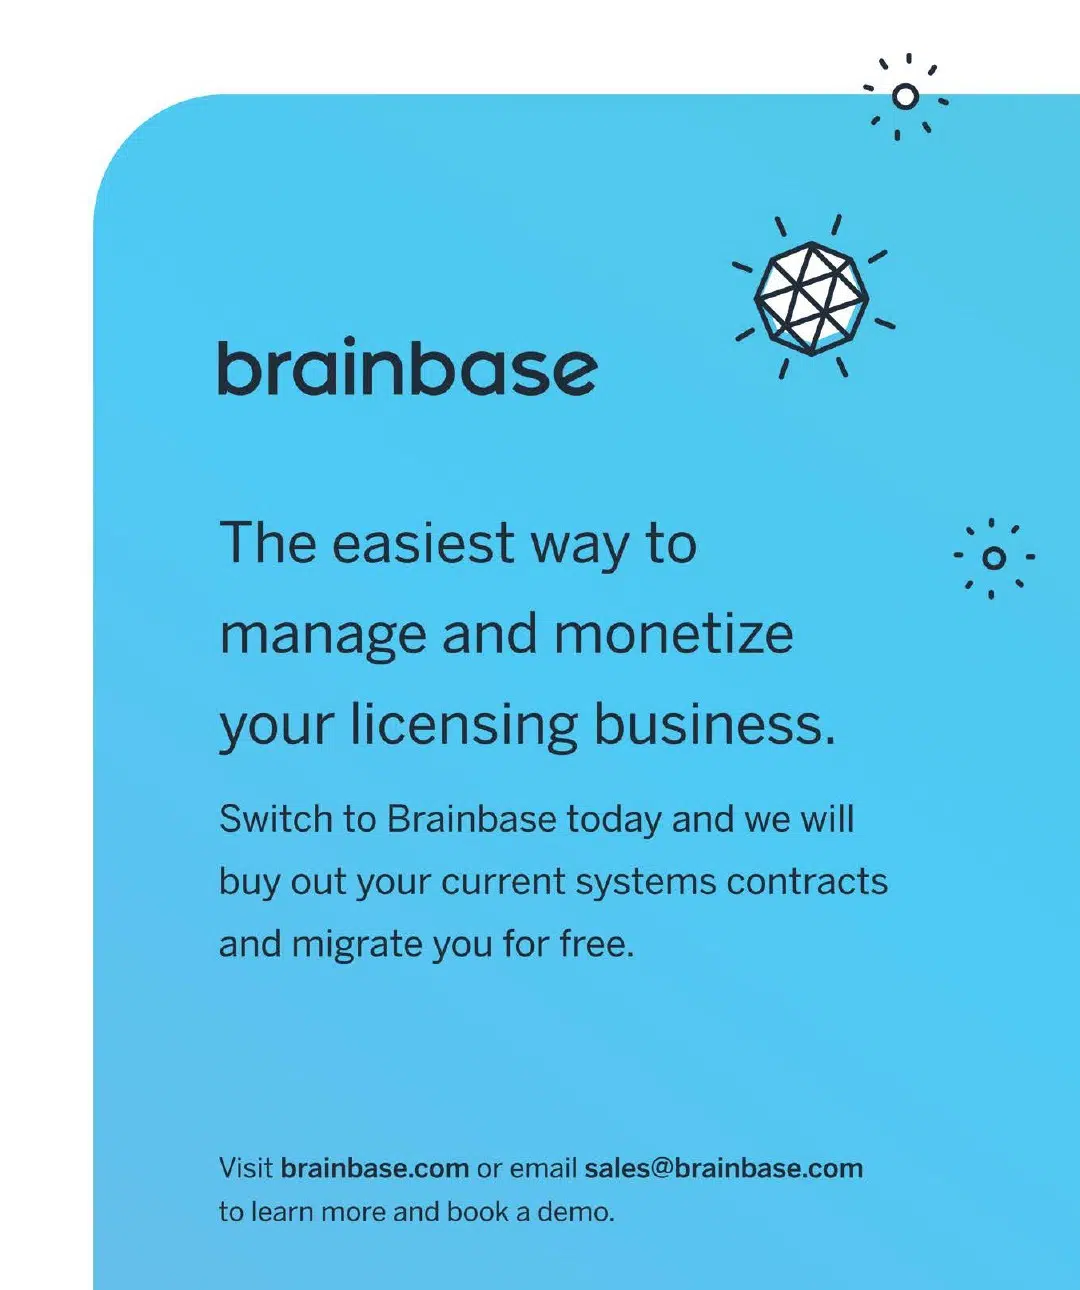 brainbase
The easiest way to
manage and monetize
your licensing business.
Switch to Brainbase today and we will
buy out your current systems contracts
and migrate you for free.
Visit brainbase.com or email sales@brainbase.com
to learn more and book a demo.